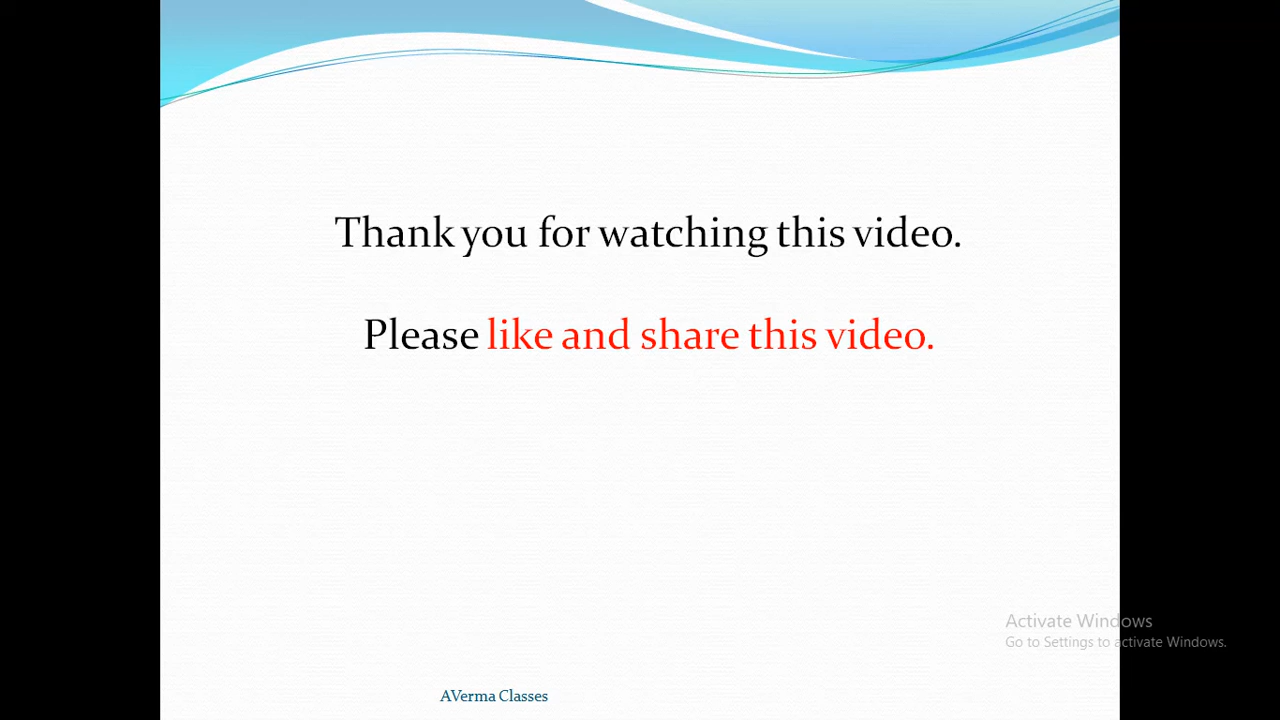 Thank you for watching this video.
Please like and share this video.
Activate Windows
Go to Settings to activate Windows.
AVerma Classes